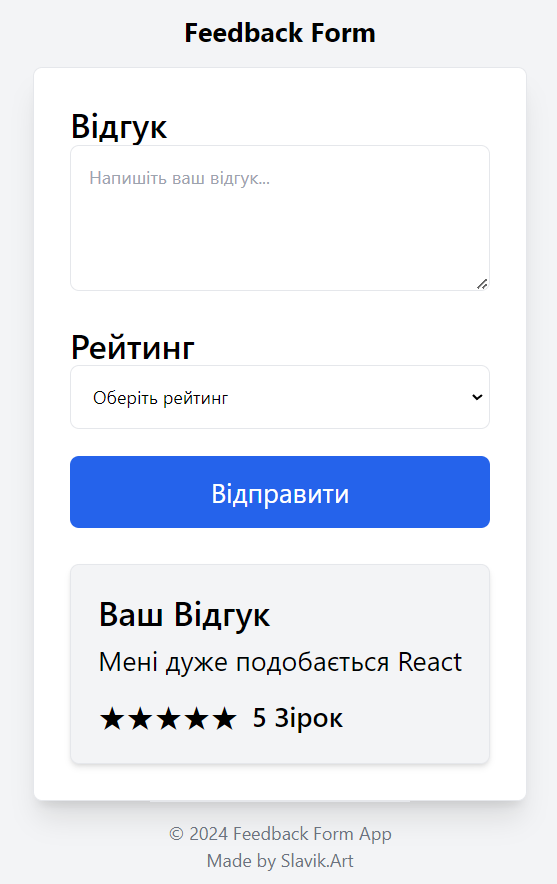 Feedback Form
Відгук
Напишіть ваш відгук...
Рейтинг
Оберіть рейтинг
Відправити
Ваш Відгук
Мені дуже подобається React
★★★★★ 5 Зірок
© 2024 Feedback Form App
Made by Slavik.Art